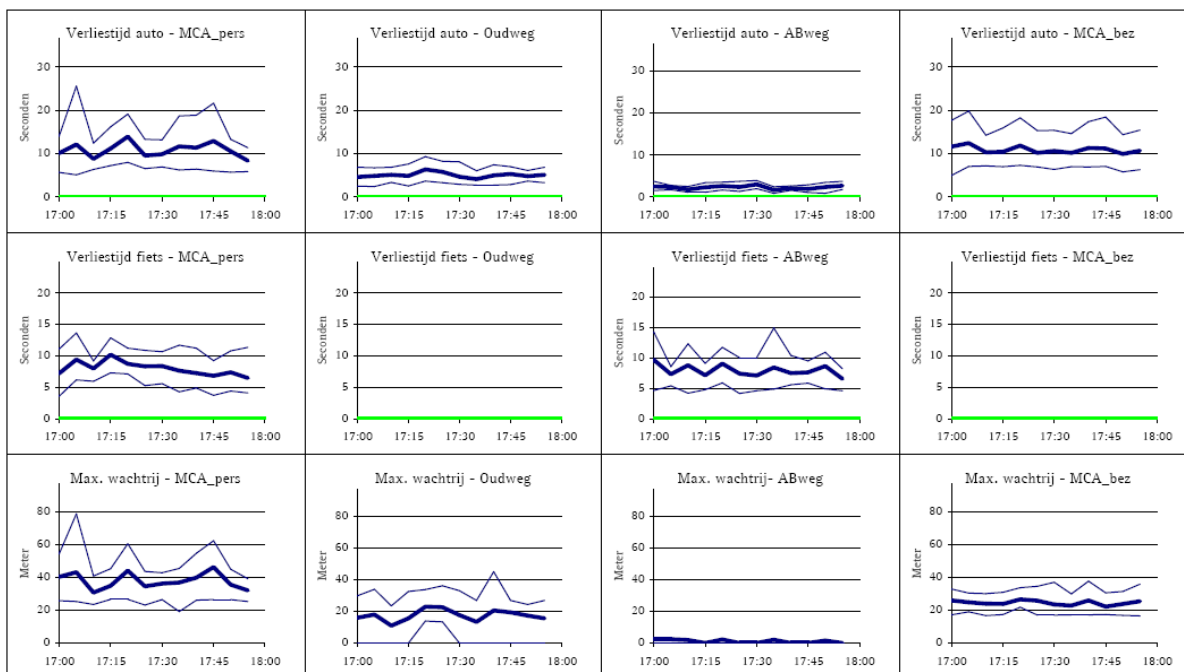 Verliestijd auto - MCA_pers
Seconden
30
20
10
0
17:00 17:15 17:30 17:45 18:00
Verliestijd auto - Oudweg
Seconden
30
20
10
0
17:00 17:15 17:30 17:45 18:00
Verliestijd auto - ABweg
Seconden
30
20
10
0
17:00 17:15 17:30 17:45 18:00
Verliestijd auto - MCA_bez
Seconden
30
20
10
0
17:00 17:15 17:30 17:45 18:00
Verliestijd fiets - MCA_pers
Seconden
20
15
10
5
0
17:00 17:15 17:30 17:45 18:00
Verliestijd fiets - Oudweg
Seconden
20
15
10
5
0
17:00 17:15 17:30 17:45 18:00
Verliestijd fiets - ABweg
Seconden
20
15
10
5
0
17:00 17:15 17:30 17:45 18:00
Verliestijd fiets - MCA_bez
Seconden
20
15
10
5
0
17:00 17:15 17:30 17:45 18:00
Max. wachtrij - MCA_pers
Meter
80
60
40
20
0
17:00 17:15 17:30 17:45 18:00
Max. wachtrij - Oudweg
Meter
80
60
40
20
0
17:00 17:15 17:30 17:45 18:00
Max. wachtrij- ABweg
Meter
80
60
40
20
0
17:00 17:15 17:30 17:45 18:00
Max. wachtrij - MCA_bez
Meter
80
60
40
20
0
17:00 17:15 17:30 17:45 18:00